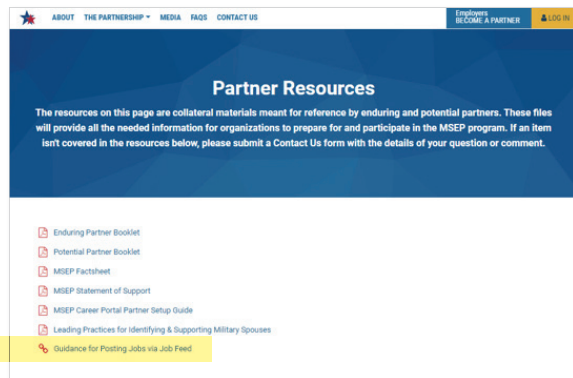 ABOUT THE PARTNERSHIP MEDIA FAQS CONTACT US
Employers
BECOME A PARTNER
LOG IN
Partner Resources
The resources on this page are collateral materials meant for reference by enduring and potential partners. These files
will provide all the needed information for organizations to prepare for and participate in the MSEP program. If an item
isn't covered in the resources below, please submit a Contact Us form with the details of your question or comment.
Enduring Partner Booklet
Potential Partner Booklet
MSEP Factsheet
MSEP Statement of Support
MSEP Career Portal Partner Setup Guide
Leading Practices for Identifying & Supporting Military Spouses
Guidance for Posting Jobs via Job Feed